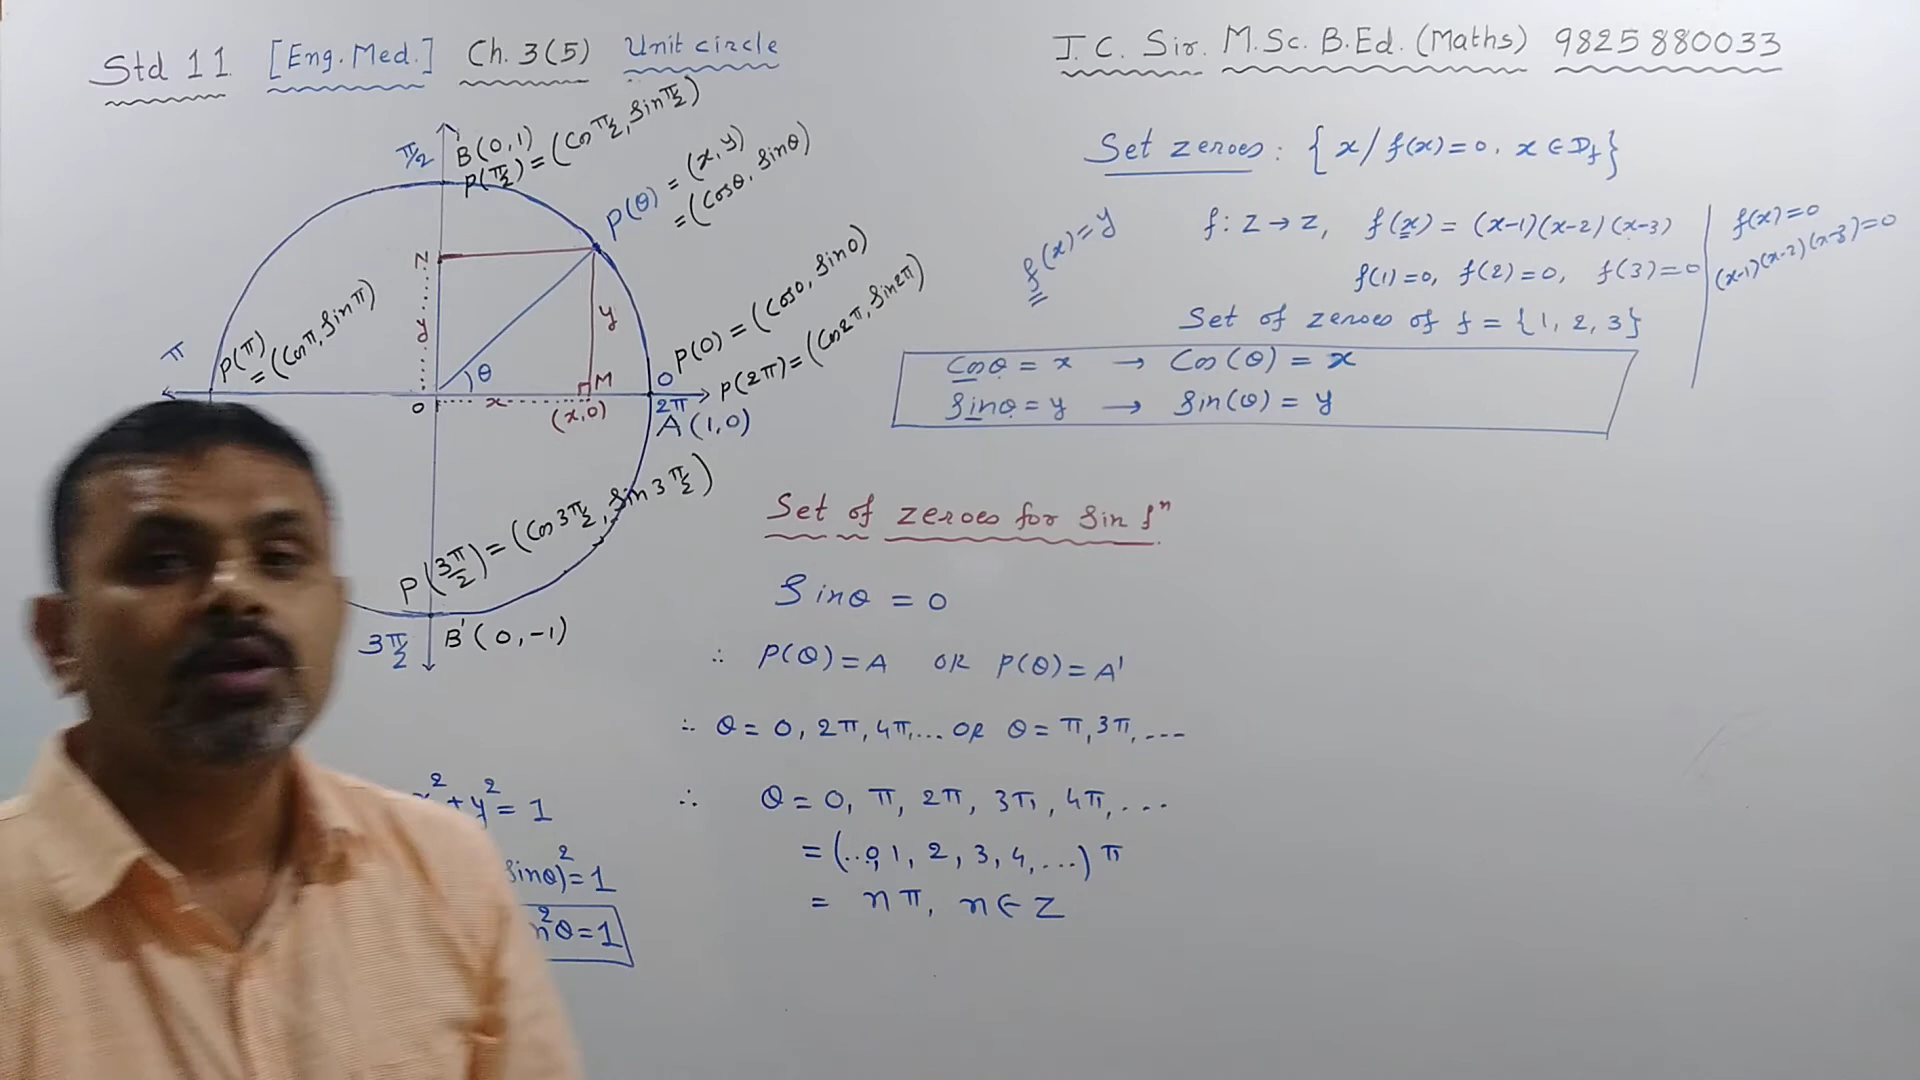 Std 11 [Eng. Med.] Ch. 3(5) Unit circle
J. C. Sir. M.Sc. B.Ed. (Maths) 9825880033
π/2
B(0,1)
P(π/2) = (Cos π/2, Sin π/2)
P(θ) = (x, y)
= (Cosθ, Sinθ)
N
y
y
P(π)
= (Cosπ, Sinπ)
π
θ
O
x
M
(x,0)
0
2π
A(1,0)
P(0) = (Cos0, Sin0)
P(2π) = (Cos2π, Sin2π)
P(3π/2) = (Cos 3π/2, Sin 3π/2)
3π/2
B'(0,-1)
x²+y²=1
Sinθ)²=1
n²θ=1
Set zeroes: {x / f(x)=0, x ∈ Df}
f(x)=y
f: Z → Z, f(x) = (x-1)(x-2)(x-3)
f(1)=0, f(2)=0, f(3)=0
f(x)=0
(x-1)(x-2)(x-3)=0
Set of zeroes of f = {1, 2, 3}
Cosθ = x → Cos(θ) = x
Sinθ = y → Sin(θ) = y
Set of zeroes for Sin fⁿ
Sinθ = 0
∴ P(θ) = A OR P(θ) = A'
∴ θ = 0, 2π, 4π, ... OR θ = π, 3π, ---
∴ θ = 0, π, 2π, 3π, 4π, ...
= (..0, 1, 2, 3, 4, ...) π
= nπ, n ∈ Z